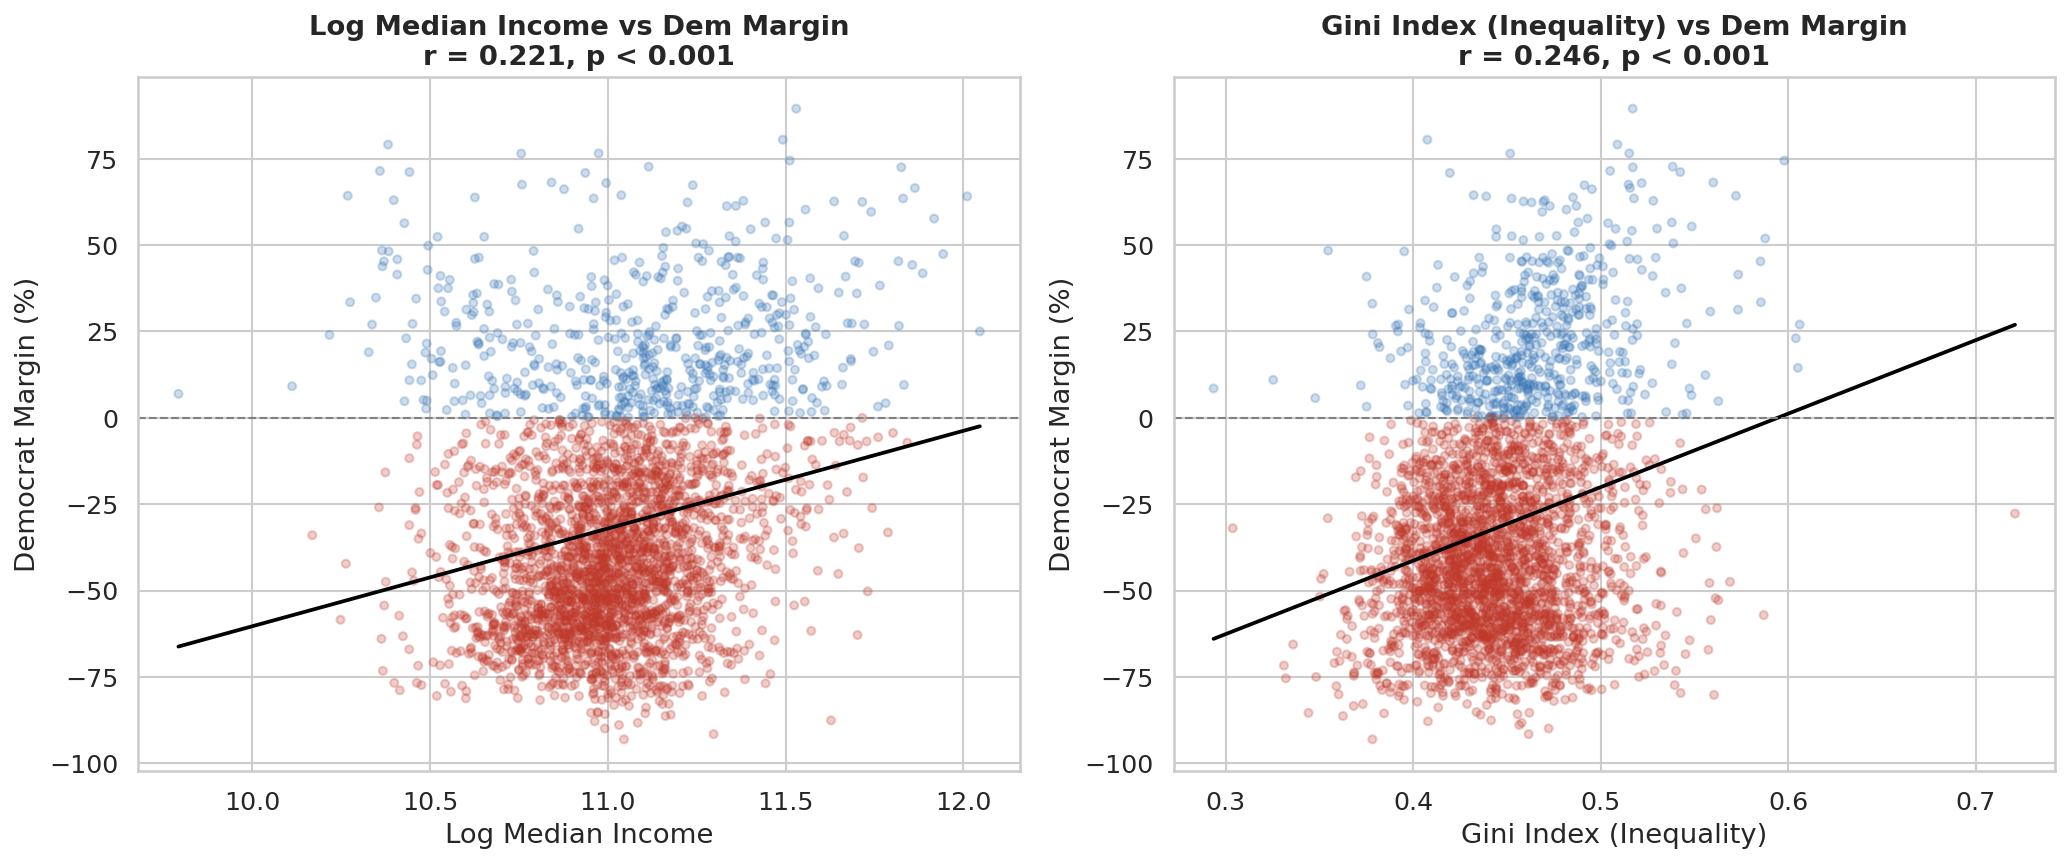 Log Median Income vs Dem Margin
r = 0.221, p < 0.001
Democrat Margin (%)
75
50
25
0
−25
−50
−75
−100
10.0 10.5 11.0 11.5 12.0
Log Median Income
Gini Index (Inequality) vs Dem Margin
r = 0.246, p < 0.001
Democrat Margin (%)
75
50
25
0
−25
−50
−75
−100
0.3 0.4 0.5 0.6 0.7
Gini Index (Inequality)